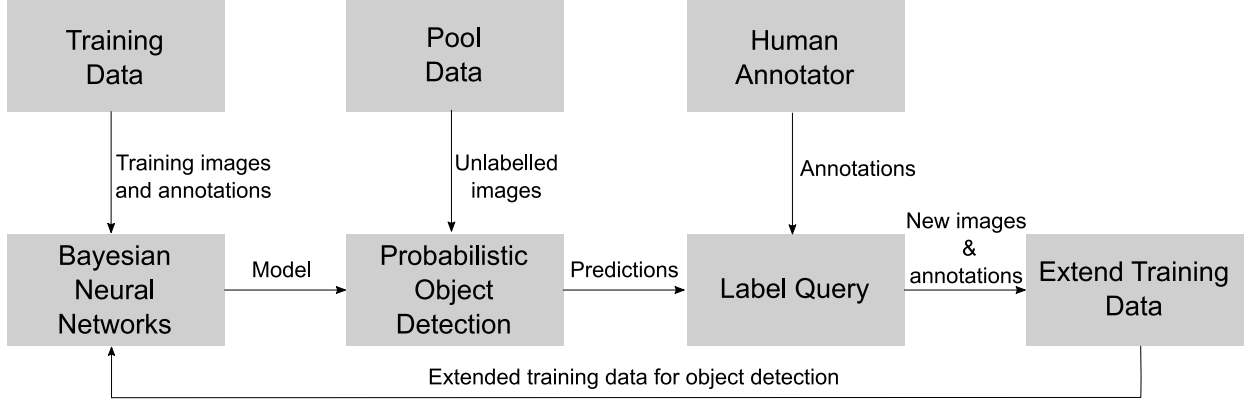 Training
Data
Pool
Data
Human
Annotator
Training images
and annotations
Unlabelled
images
Annotations
Bayesian
Neural
Networks
Model
Probabilistic
Object
Detection
Predictions
Label Query
New images
&
annotations
Extend Training
Data
Extended training data for object detection